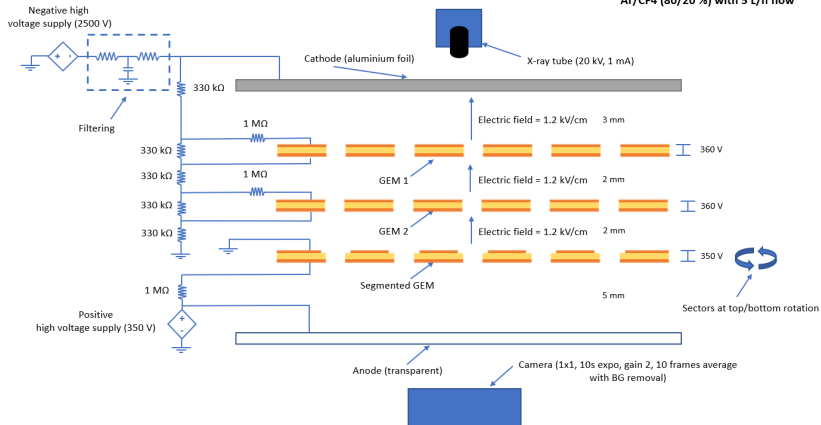 Ar/CF4 (80/20 %) with 5 L/h flow
Negative high
voltage supply (2500 V)
Filtering
330 kΩ
Cathode (aluminium foil)
X-ray tube (20 kV, 1 mA)
Electric field = 1.2 kV/cm
3 mm
1 MΩ
330 kΩ
GEM 1
360 V
330 kΩ
1 MΩ
Electric field = 1.2 kV/cm
2 mm
330 kΩ
GEM 2
360 V
330 kΩ
Electric field = 1.2 kV/cm
2 mm
350 V
Segmented GEM
1 MΩ
5 mm
Sectors at top/bottom rotation
Positive
high voltage supply (350 V)
Anode (transparent)
Camera (1x1, 10s expo, gain 2, 10 frames average
with BG removal)